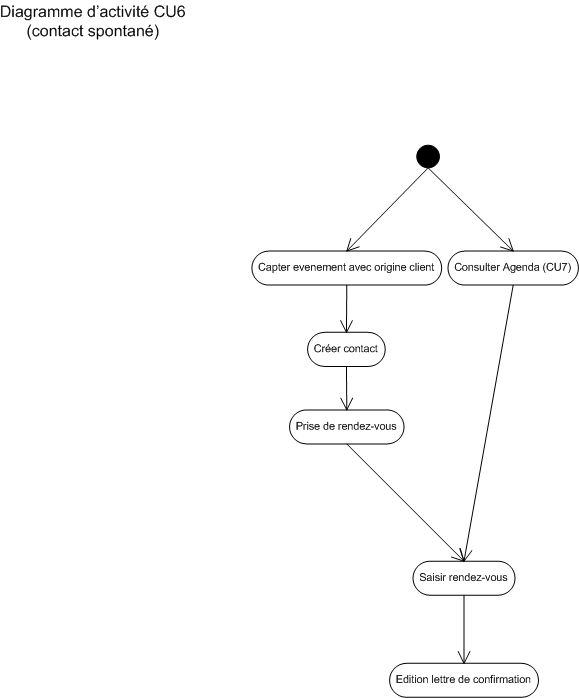 Diagramme d'activité CU6
(contact spontané)
Capter evenement avec origine client
Consulter Agenda (CU7)
Créer contact
Prise de rendez-vous
Saisir rendez-vous
Edition lettre de confirmation